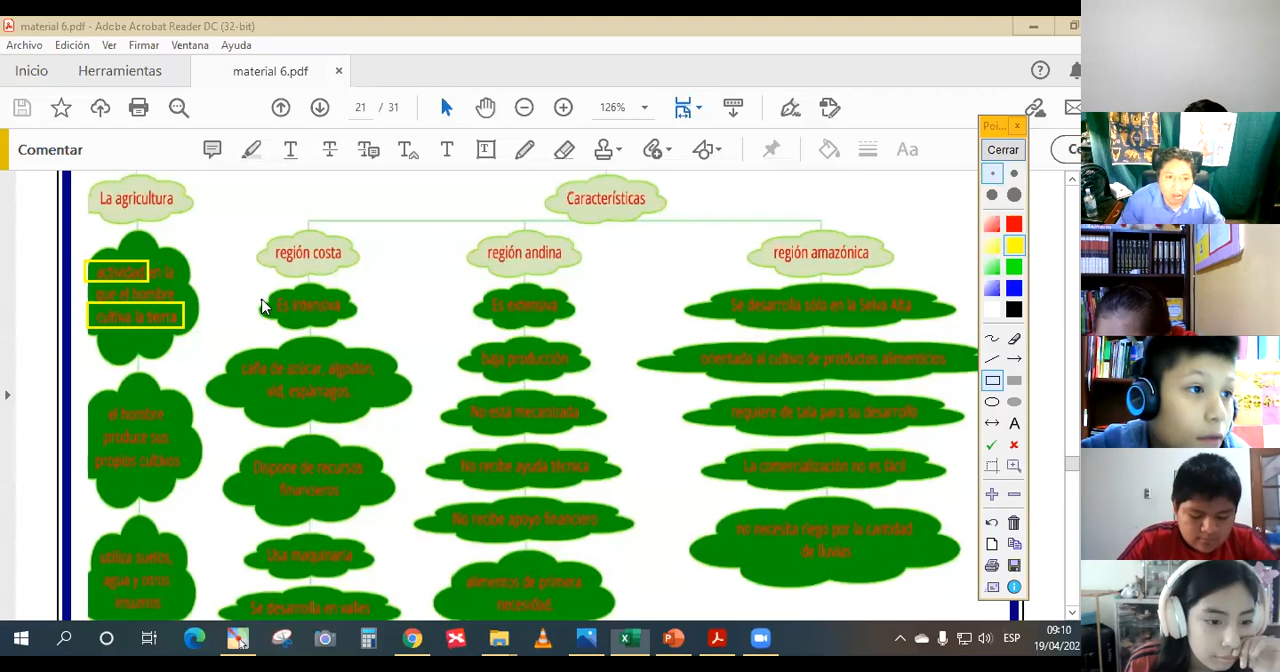 material 6.pdf - Adobe Acrobat Reader DC (32-bit)
Archivo Edición Ver Firmar Ventana Ayuda
Inicio Herramientas material 6.pdf ×
21 / 31 126%
Comentar
Aa
Cerrar
A
La agricultura
actividad en la
que el hombre
cultiva la tierra
el hombre
produce sus
propios cultivos
utiliza suelos,
agua y otros
insumos
Características
región costa
Es intensiva
caña de azúcar, algodón,
vid, espárragos.
Dispone de recursos
financieros
Usa maquinaria
Se desarrolla en valles
región andina
Es extensiva
baja producción
No está mecanizada
No recibe ayuda técnica
No recibe apoyo financiero
alimentos de primera
necesidad.
región amazónica
Se desarrolla sólo en la Selva Alta
orientada al cultivo de productos alimenticios
requiere de tala para su desarrollo
La comercialización no es fácil
no necesita riego por la cantidad
de lluvias
ESP
09:10